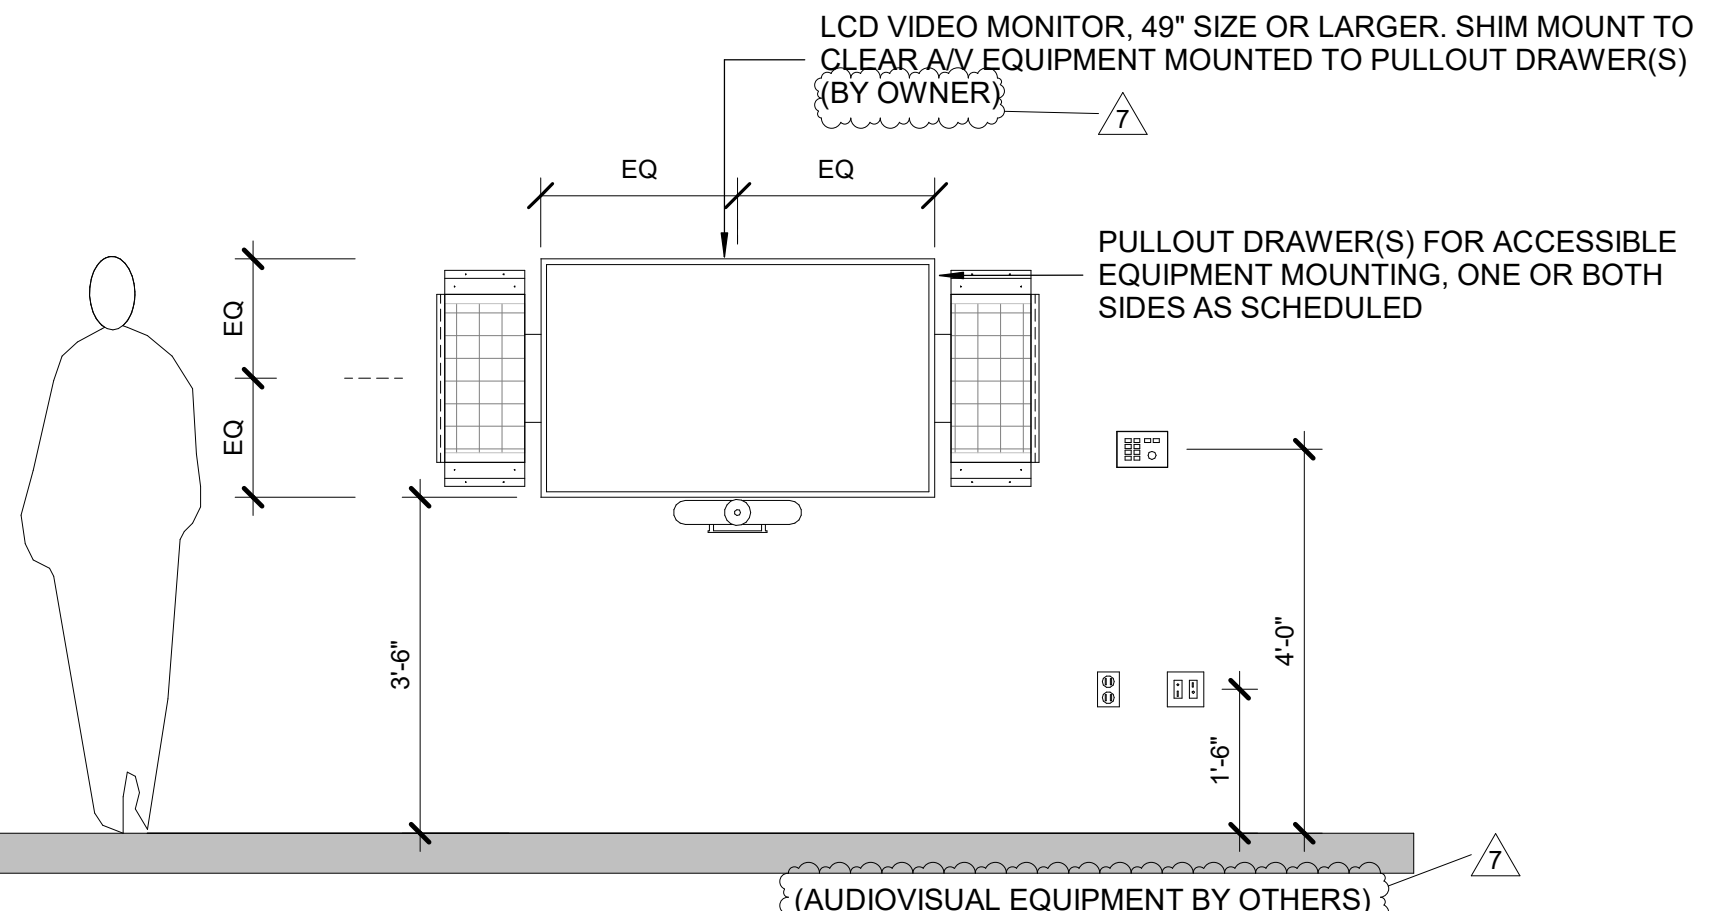 LCD VIDEO MONITOR, 49" SIZE OR LARGER. SHIM MOUNT TO
CLEAR A/V EQUIPMENT MOUNTED TO PULLOUT DRAWER(S)
(BY OWNER)
7
EQ
EQ
PULLOUT DRAWER(S) FOR ACCESSIBLE
EQUIPMENT MOUNTING, ONE OR BOTH
SIDES AS SCHEDULED
EQ
EQ
3'-6"
4'-0"
1'-6"
7
(AUDIOVISUAL EQUIPMENT BY OTHERS)